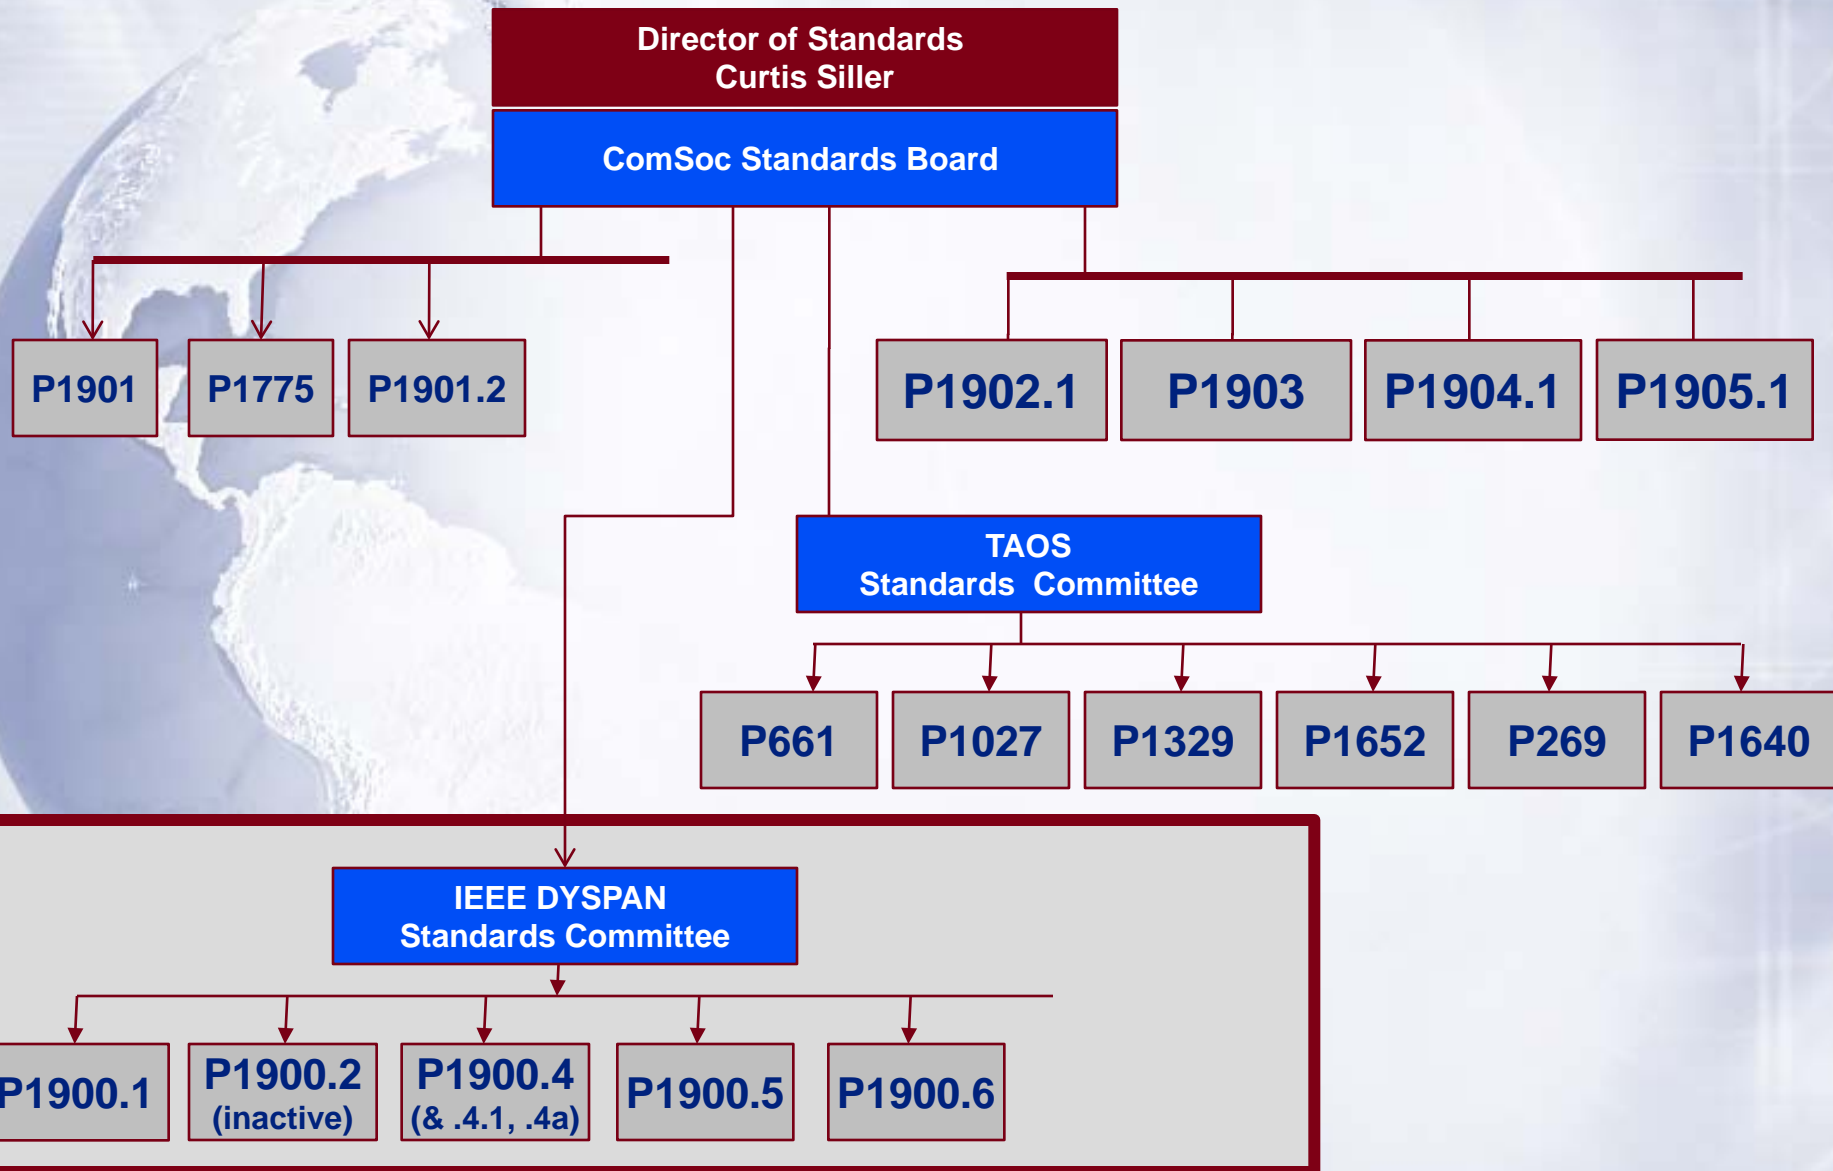 Director of Standards
Curtis Siller
ComSoc Standards Board
P1901
P1775
P1901.2
P1902.1
P1903
P1904.1
P1905.1
TAOS
Standards Committee
P661
P1027
P1329
P1652
P269
P1640
IEEE DYSPAN
Standards Committee
P1900.1
P1900.2
(inactive)
P1900.4
(& .4.1, .4a)
P1900.5
P1900.6